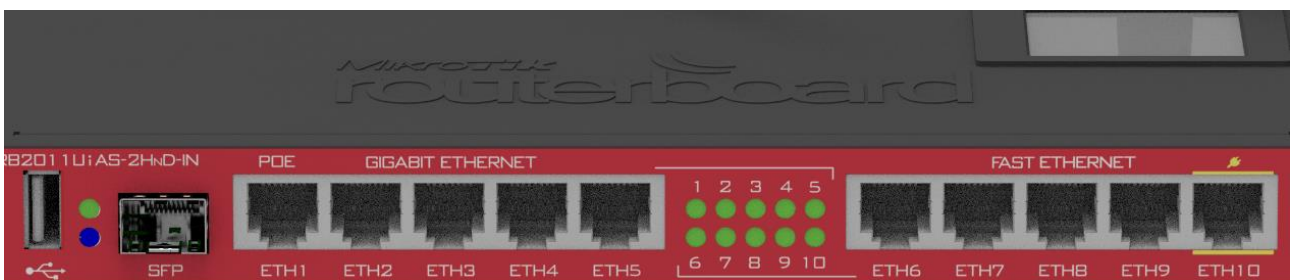 MikroTik
routerboard
RB2011UiAS-2HnD-IN
POE
GIGABIT ETHERNET
FAST ETHERNET
1 2 3 4 5
6 7 8 9 10
SFP
ETH1
ETH2
ETH3
ETH4
ETH5
ETH6
ETH7
ETH8
ETH9
ETH10